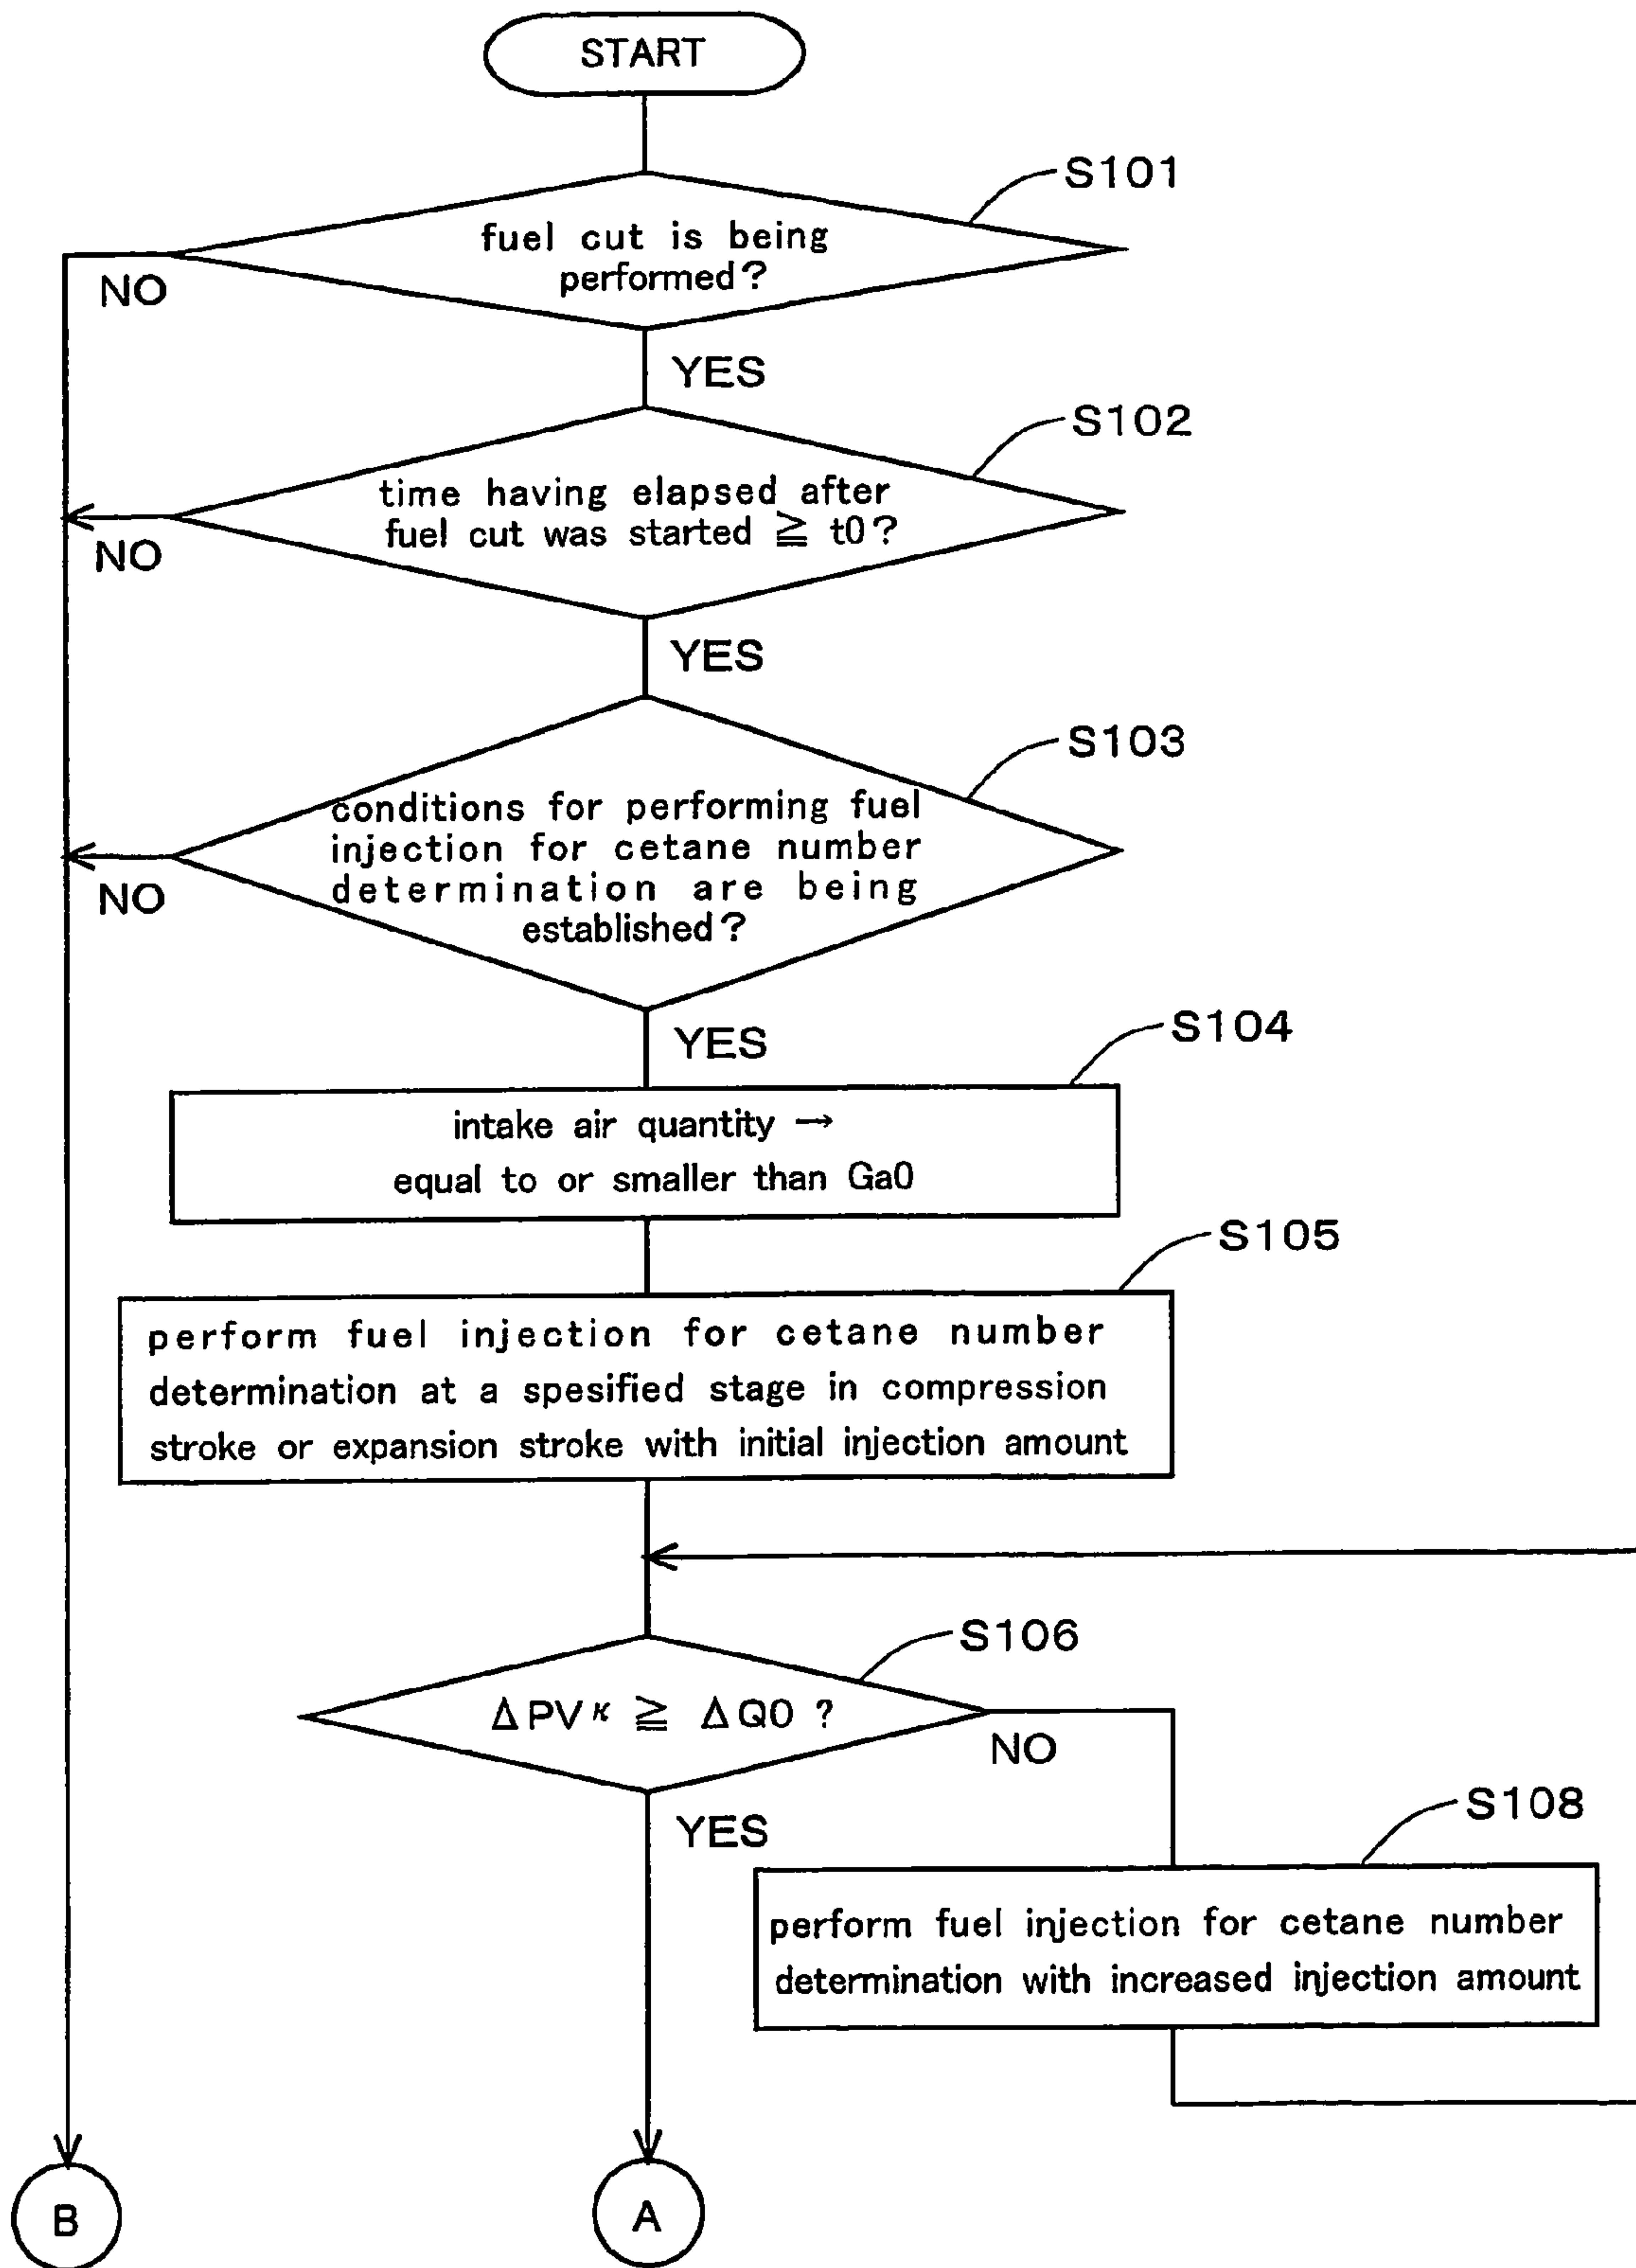 START
S101
fuel cut is being
performed?
NO
YES
S102
time having elapsed after
fuel cut was started ≧ t0?
NO
YES
S103
conditions for performing fuel
injection for cetane number
determination are being
established?
NO
YES
S104
intake air quantity →
equal to or smaller than Ga0
S105
perform fuel injection for cetane number
determination at a spesified stage in compression
stroke or expansion stroke with initial injection amount
S106
ΔPVᴷ ≧ ΔQ0 ?
NO
YES
S108
perform fuel injection for cetane number
determination with increased injection amount
B
A